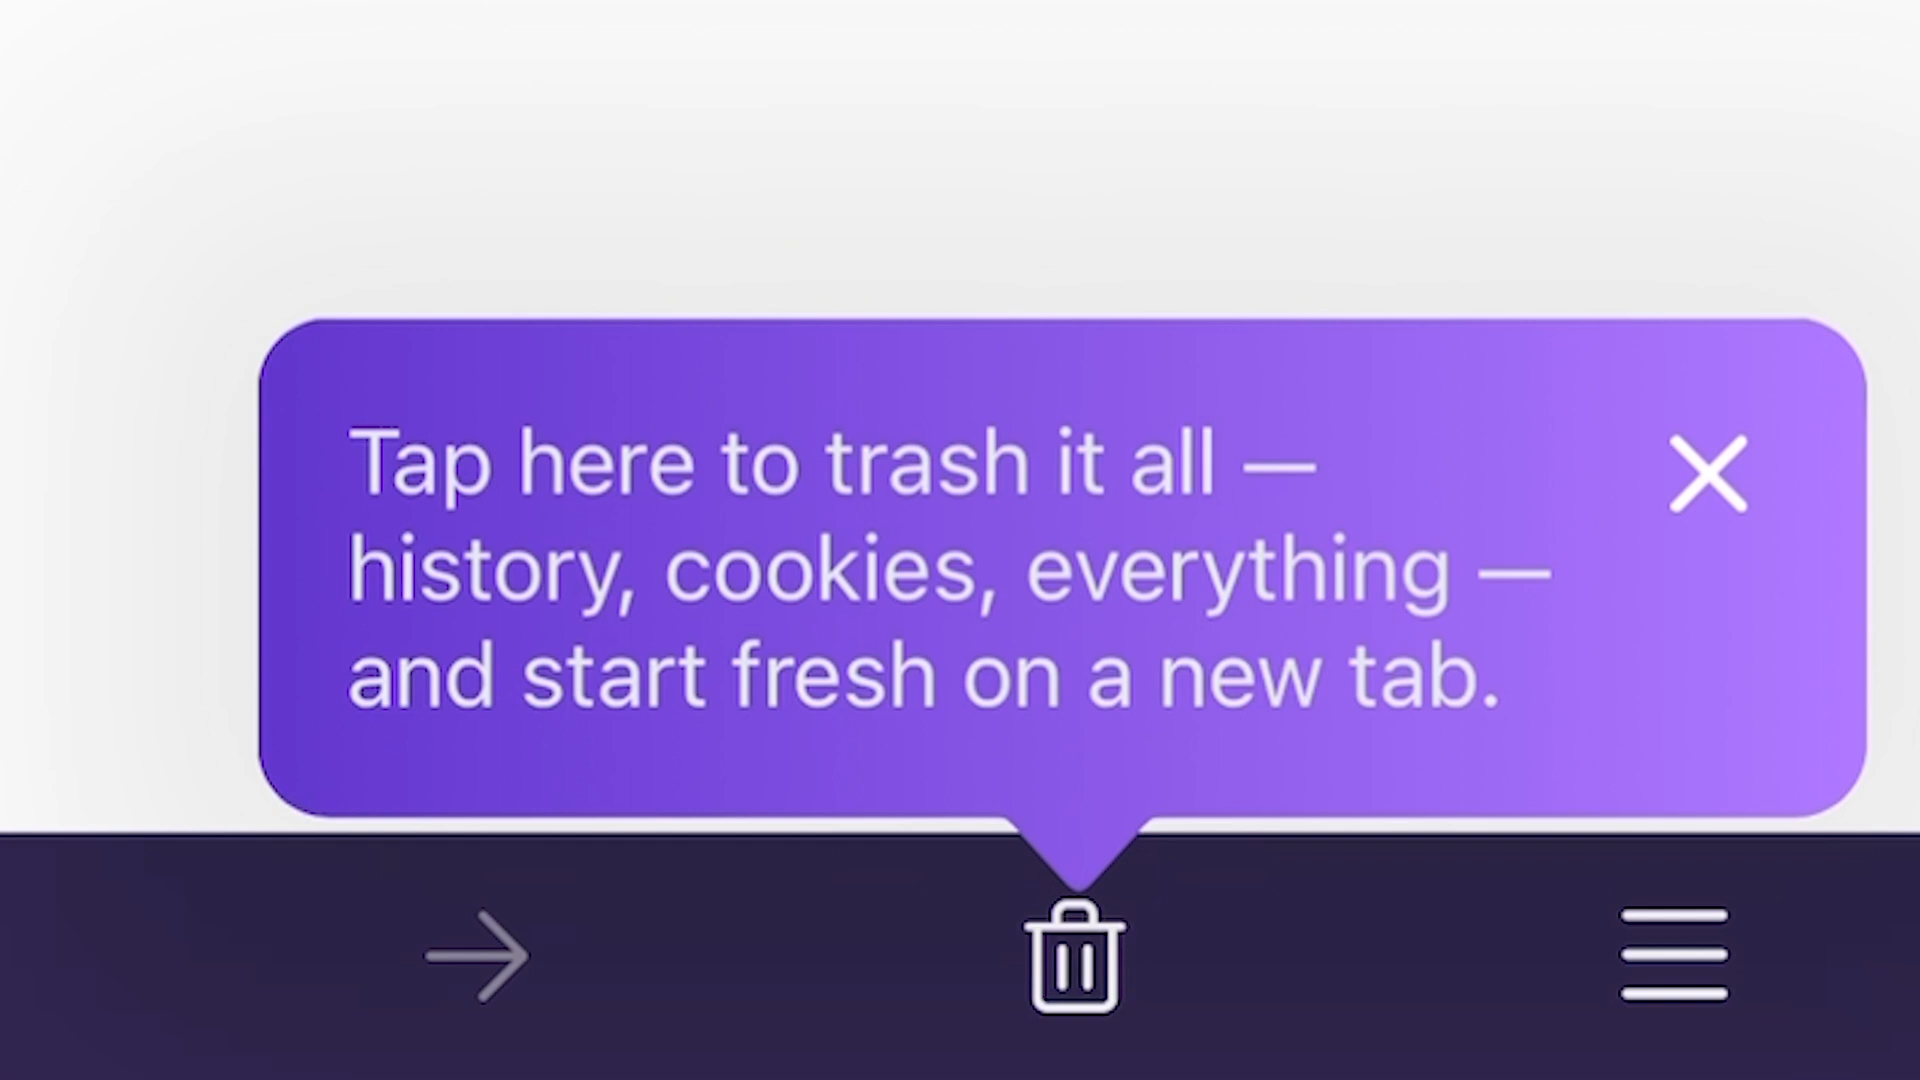 Tap here to trash it all —
history, cookies, everything —
and start fresh on a new tab.